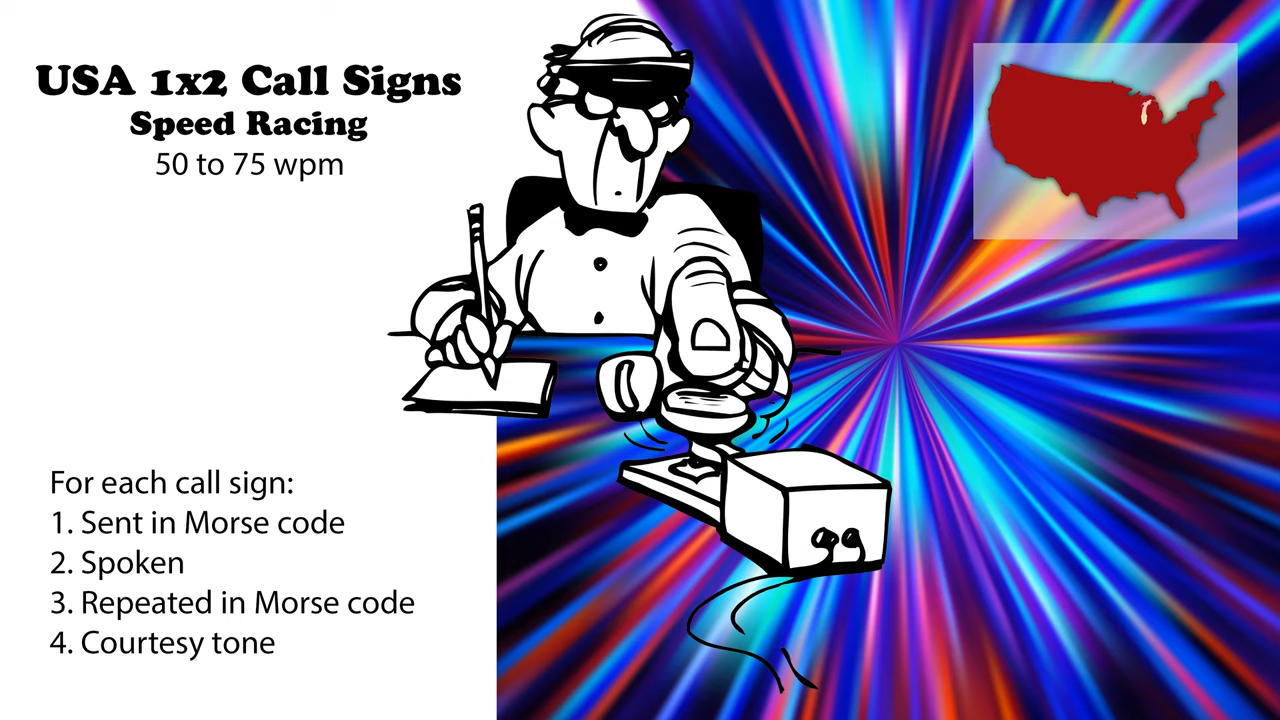 USA 1x2 Call Signs
Speed Racing
50 to 75 wpm
For each call sign:
1. Sent in Morse code
2. Spoken
3. Repeated in Morse code
4. Courtesy tone